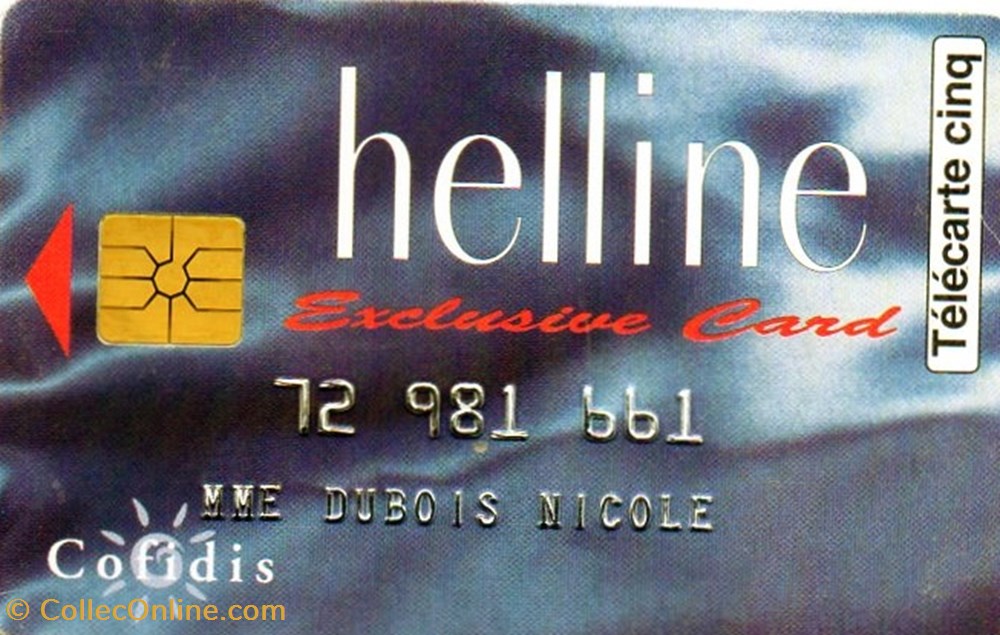 helline
Exclusive Card
Télécarte cinq
72 981 661
MME DUBOIS NICOLE
Cofidis
© CollecOnline.com